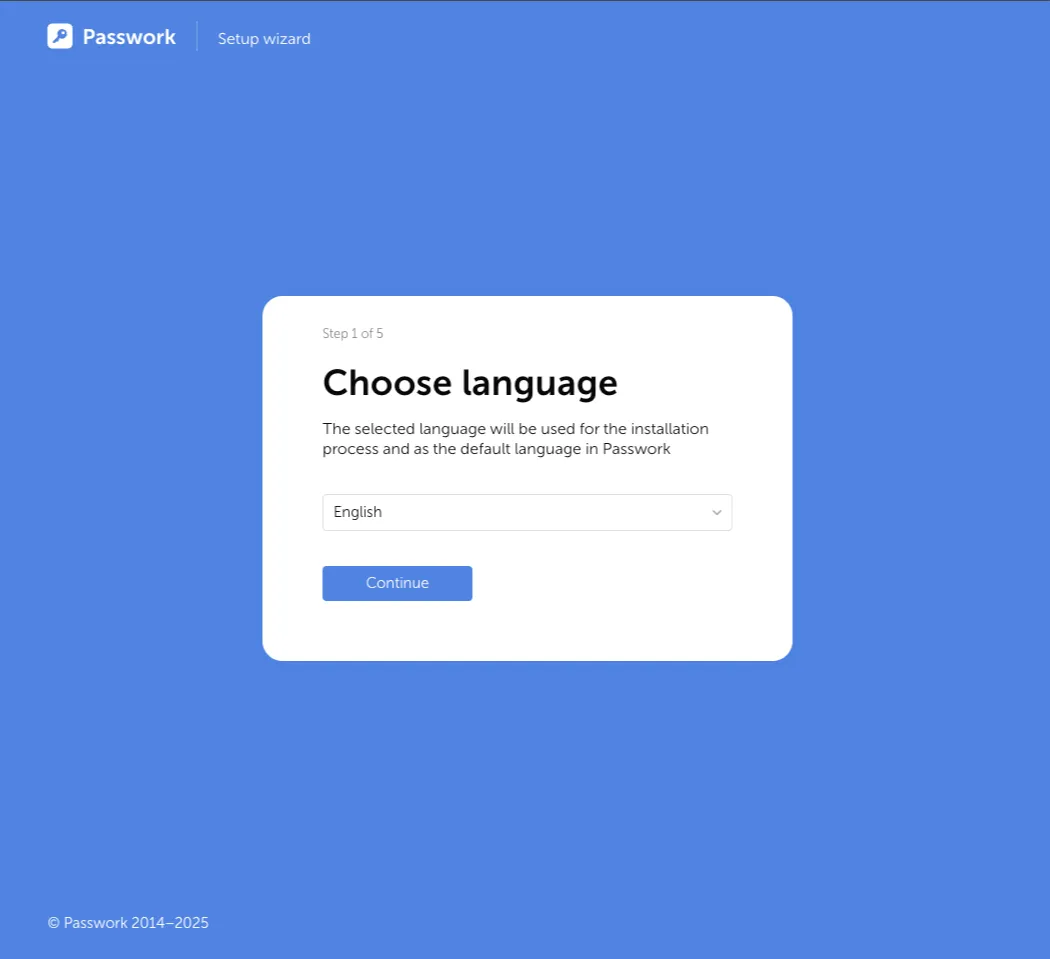 Passwork
Setup wizard
Step 1 of 5
Choose language
The selected language will be used for the installation
process and as the default language in Passwork
English
Continue
© Passwork 2014–2025